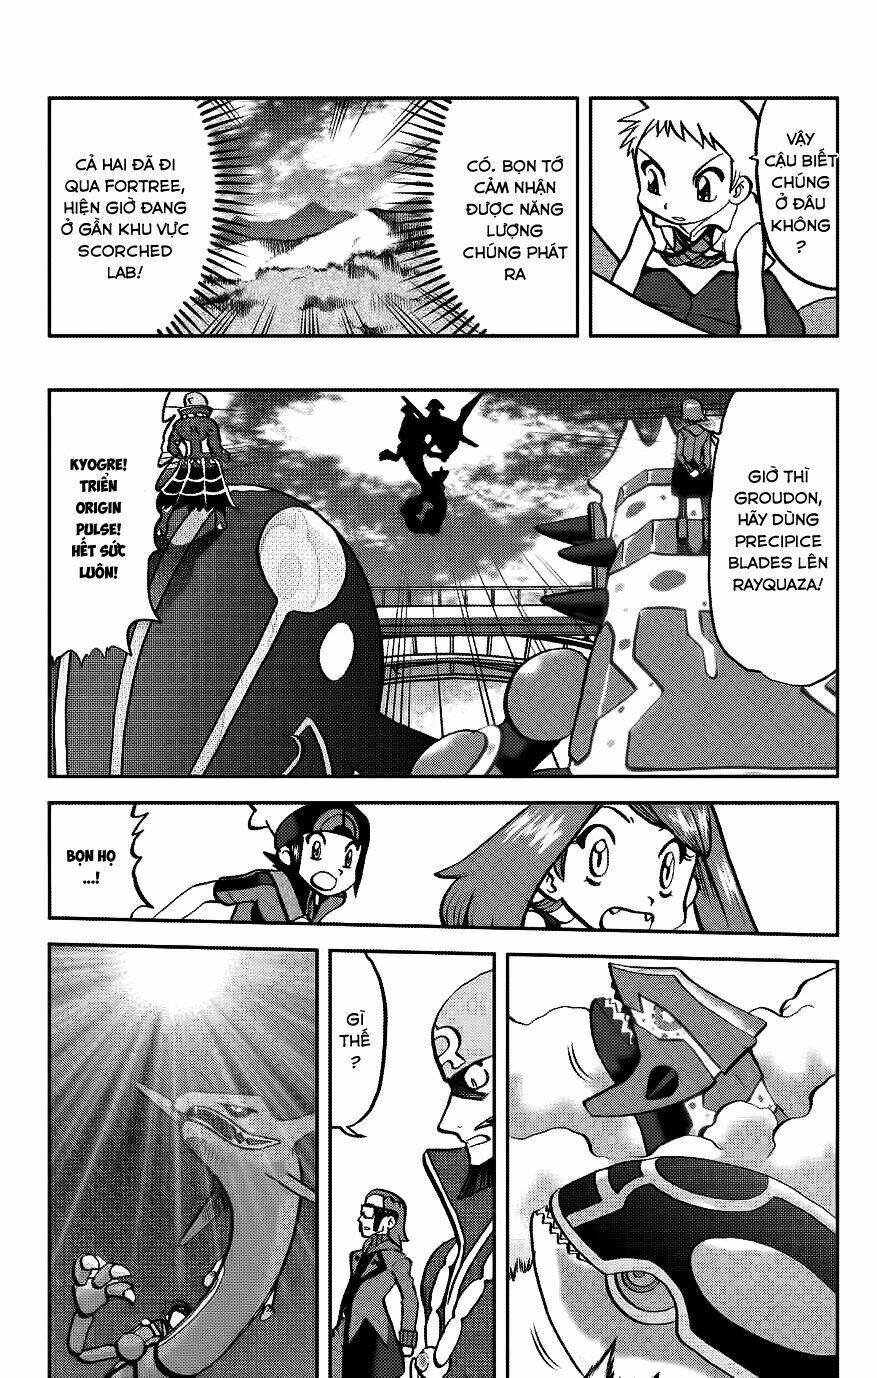 VẬY
CẬU BIẾT
CHÚNG
Ở ĐÂU
KHÔNG
?
CÓ. BỌN TỚ
CẢM NHẬN
ĐƯỢC NĂNG
LƯỢNG
CHÚNG PHÁT
RA
CẢ HAI ĐÃ ĐI
QUA FORTREE,
HIỆN GIỜ ĐANG
Ở GẦN KHU VỰC
SCORCHED
LAB!
GIỜ THÌ
GROUDON,
HÃY DÙNG
PRECIPICE
BLADES LÊN
RAYQUAZA!
KYOGRE!
TRIỂN
ORIGIN
PULSE!
HẾT SỨC
LUÔN!
BỌN HỌ
...!
GÌ
THẾ
?